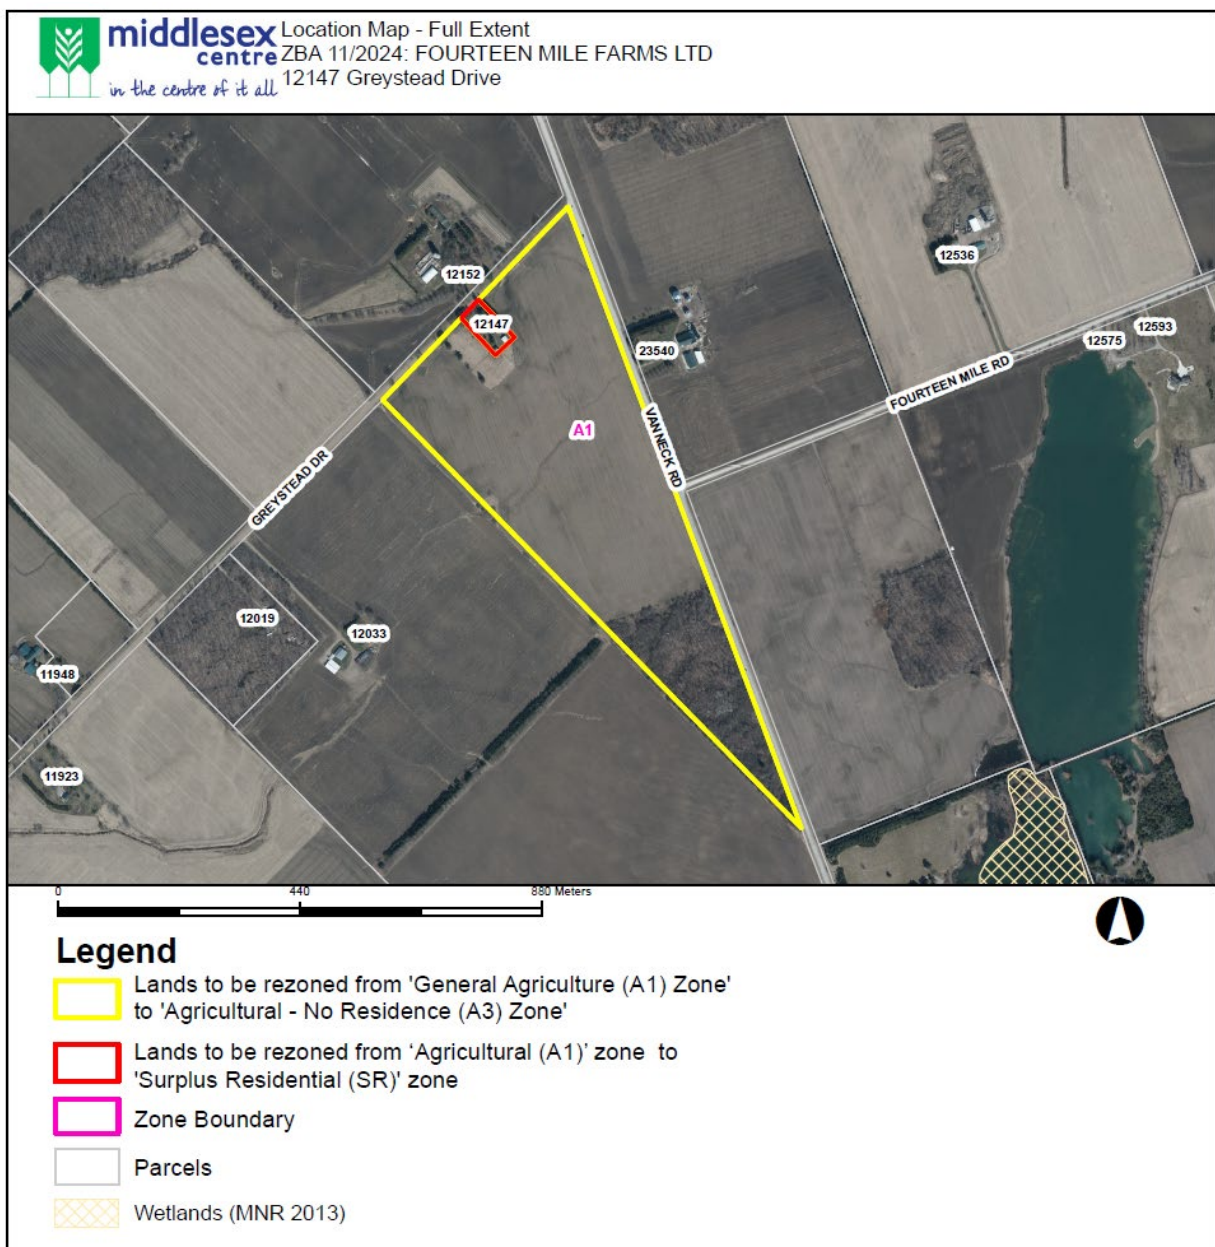 middlesex
centre
in the centre of it all
Location Map - Full Extent
ZBA 11/2024: FOURTEEN MILE FARMS LTD
12147 Greystead Drive
12152
12147
12536
23540
12575
12593
FOURTEEN MILE RD
VANNECK RD
A1
GREYSTEAD DR
12019
12033
11948
11923
0
440
880 Meters
Legend
Lands to be rezoned from 'General Agriculture (A1) Zone'
to 'Agricultural - No Residence (A3) Zone'
Lands to be rezoned from ‘Agricultural (A1)’ zone to
'Surplus Residential (SR)' zone
Zone Boundary
Parcels
Wetlands (MNR 2013)